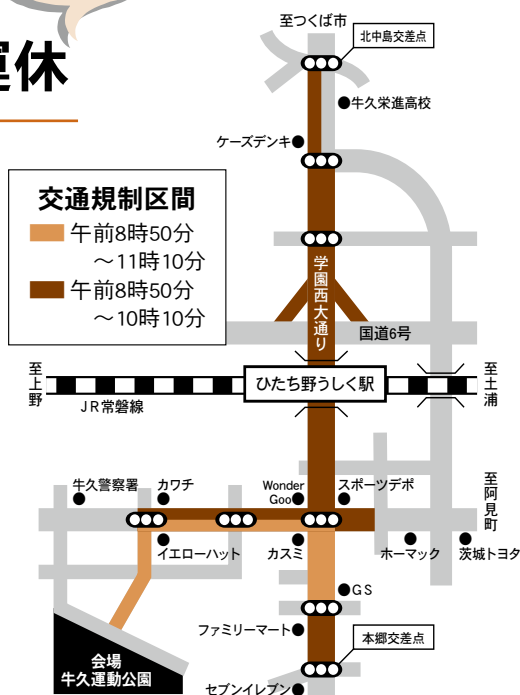 運休
至つくば市
北中島交差点
牛久栄進高校
ケーズデンキ
交通規制区間
午前8時50分
～11時10分
午前8時50分
～10時10分
学園西大通り
国道6号
至上野
ひたち野うしく駅
至土浦
JR常磐線
牛久警察署
カワチ
Wonder
Goo
スポーツデポ
至阿見町
イエローハット
カスミ
ホーマック
茨城トヨタ
GS
ファミリーマート
本郷交差点
会場
牛久運動公園
セブンイレブン